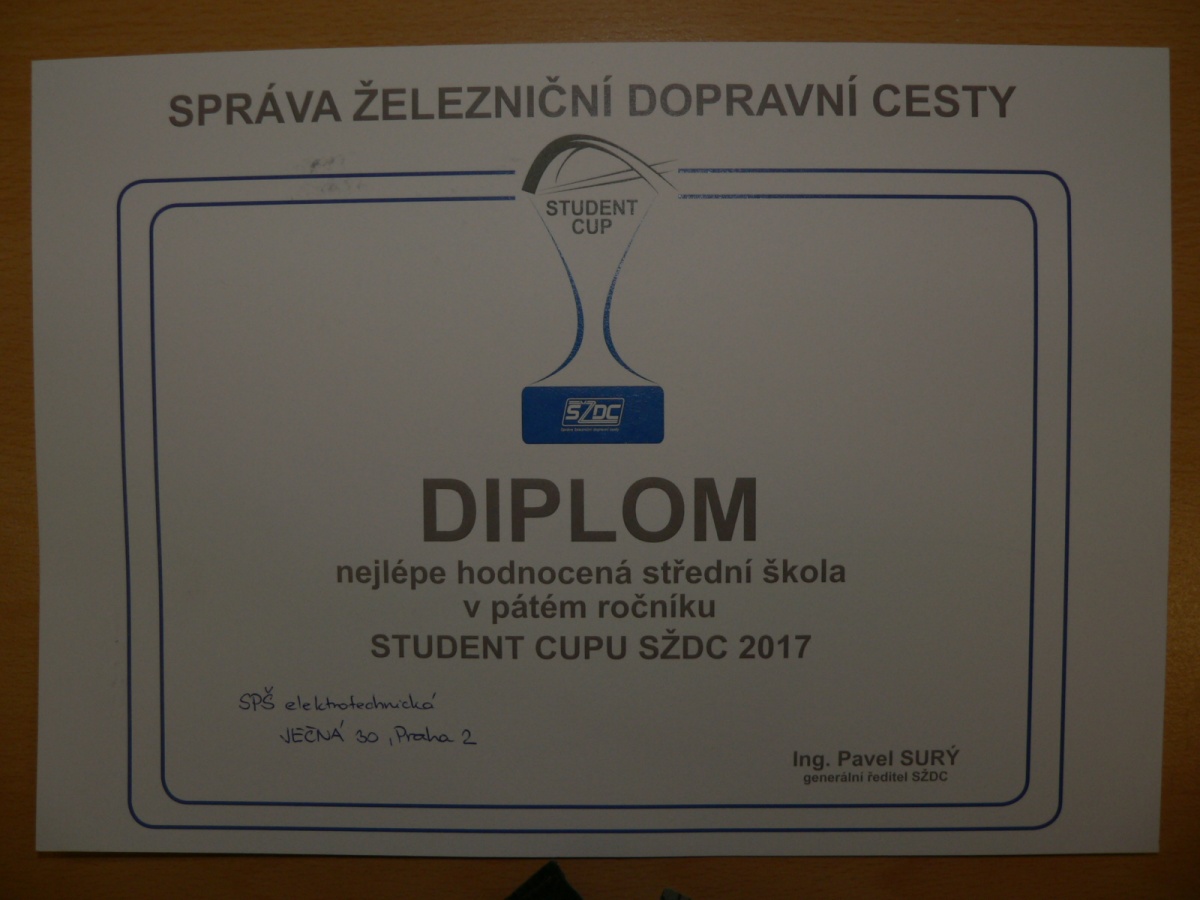 SPRÁVA ŽELEZNIČNÍ DOPRAVNÍ CESTY
STUDENT
CUP
SŽDC
DIPLOM
nejlépe hodnocená střední škola
v pátém ročníku
STUDENT CUPU SŽDC 2017
SPŠ elektrotechnická
JEČNÁ 30, Praha 2
Ing. Pavel SURÝ
generální ředitel SŽDC